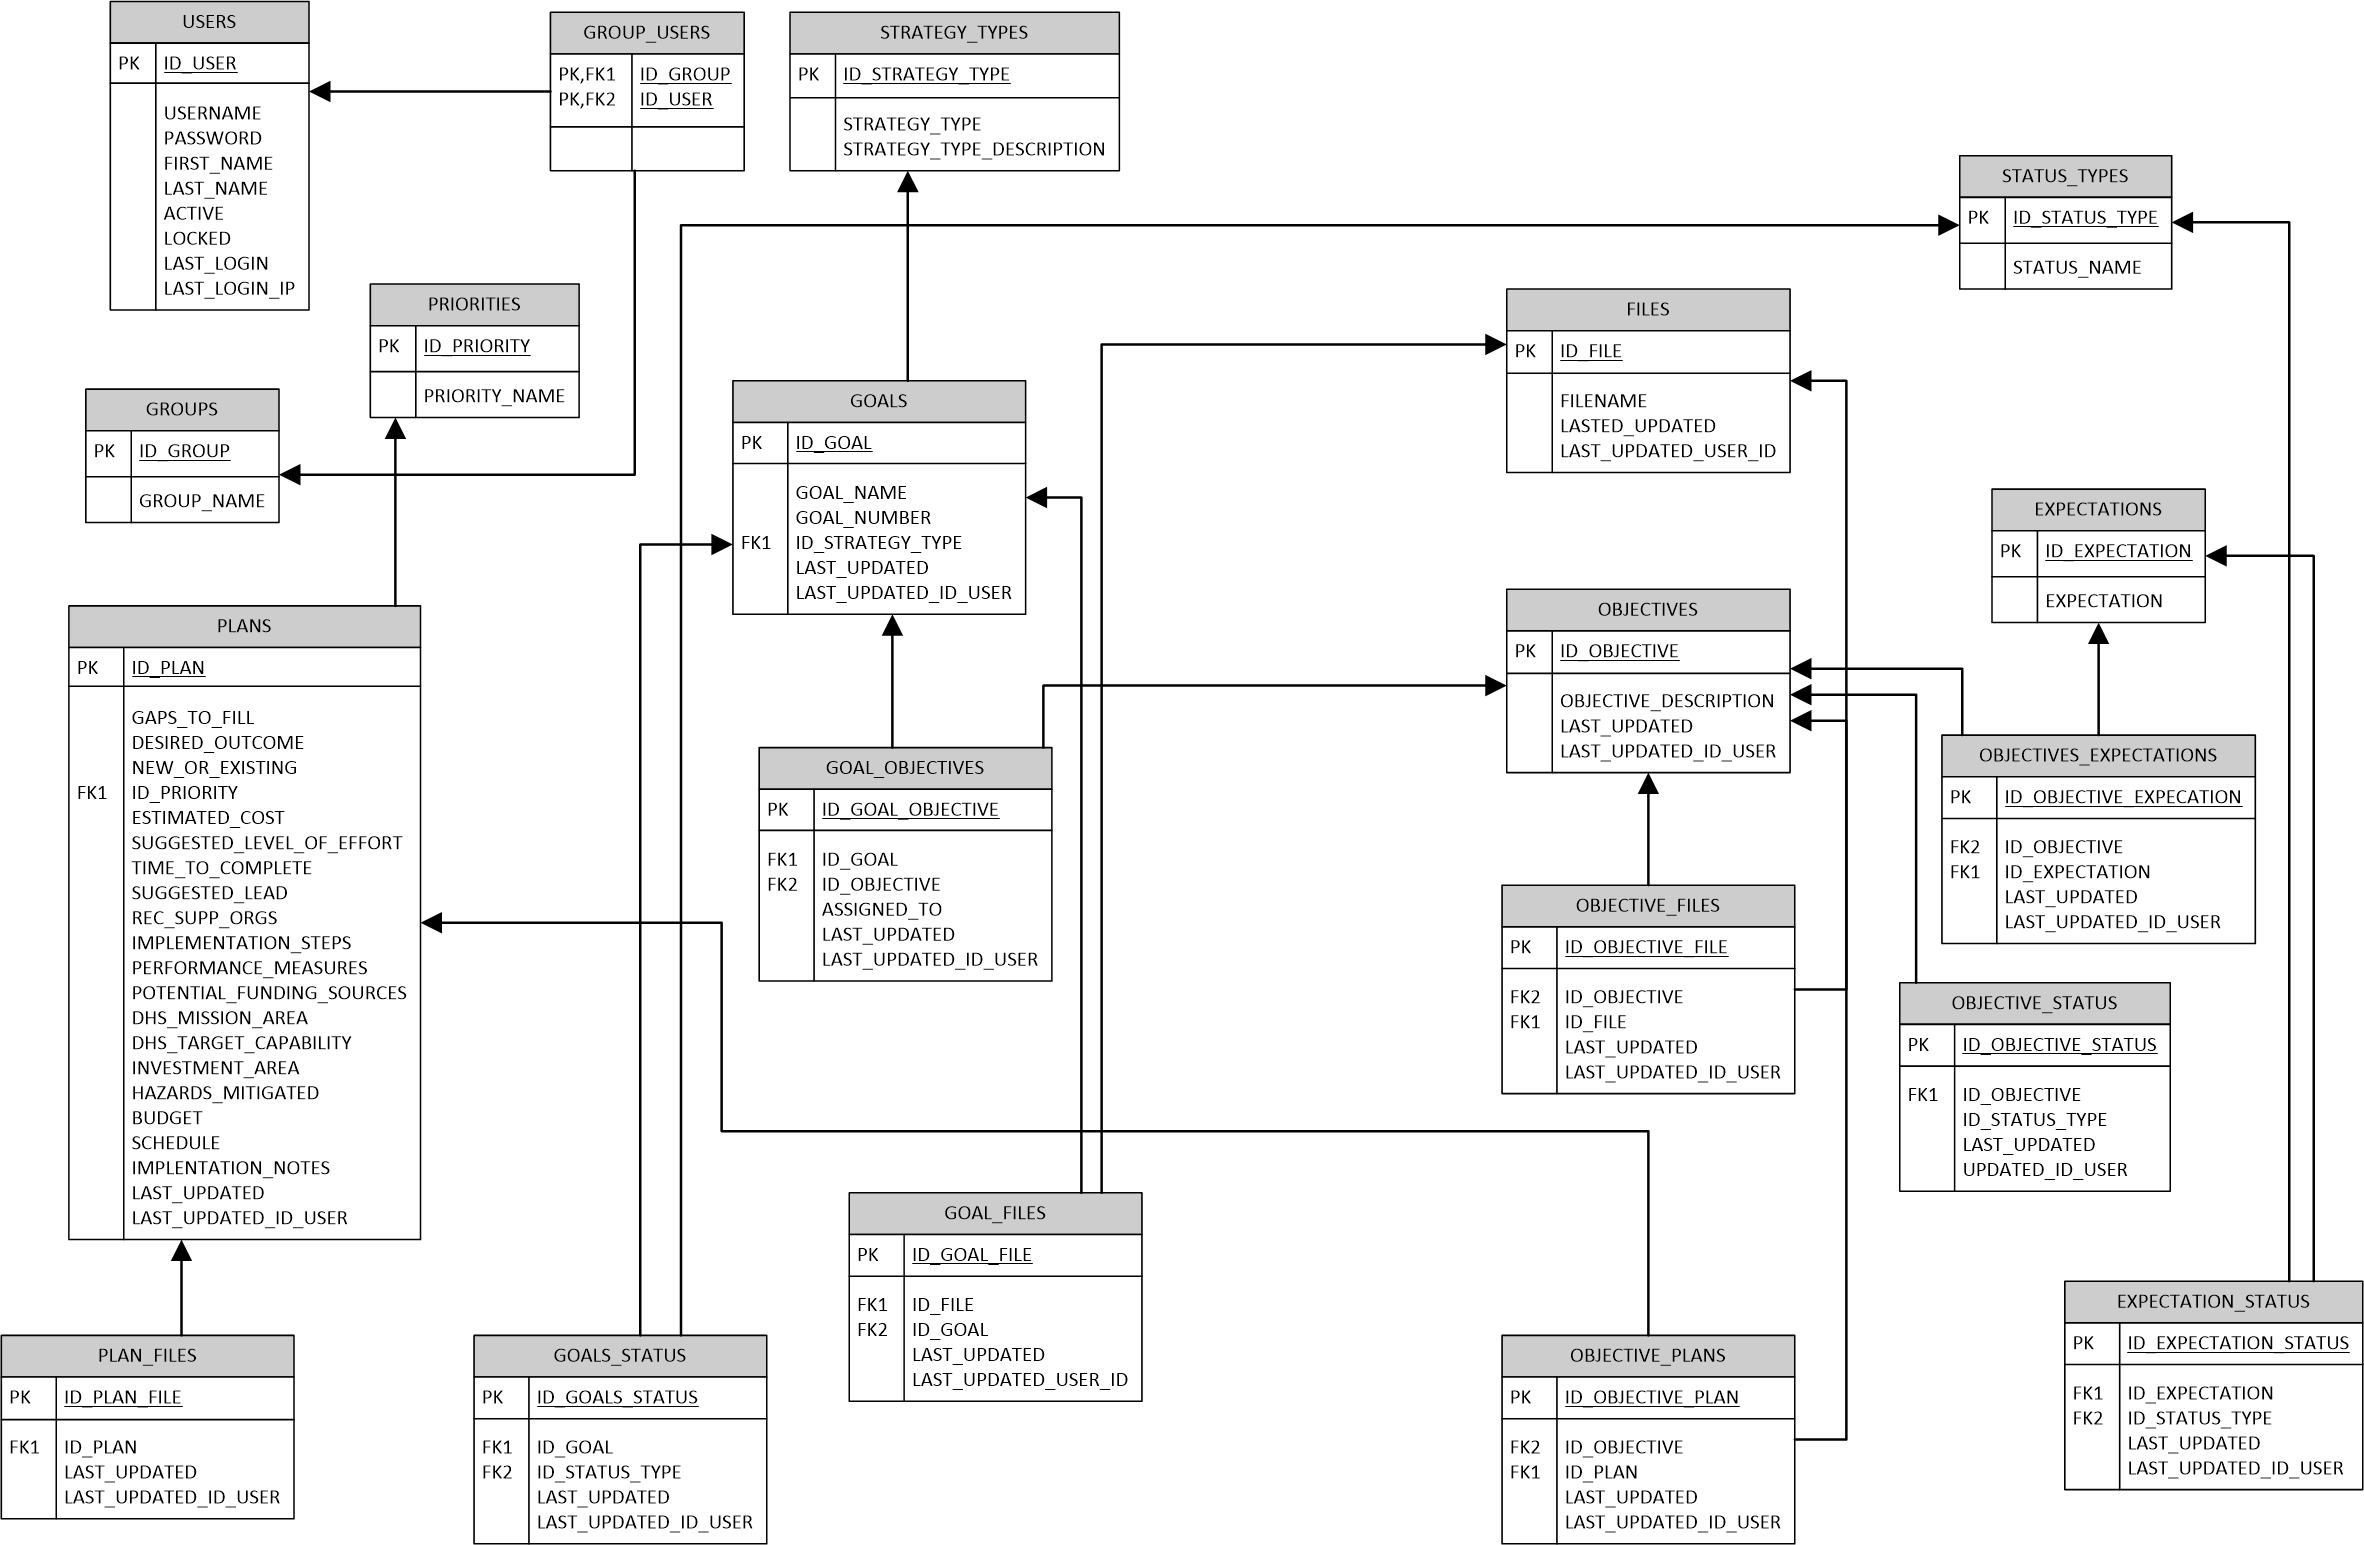 USERS
PK ID_USER
USERNAME
PASSWORD
FIRST_NAME
LAST_NAME
ACTIVE
LOCKED
LAST_LOGIN
LAST_LOGIN_IP
GROUP_USERS
PK,FK1 ID_GROUP
PK,FK2 ID_USER
STRATEGY_TYPES
PK ID_STRATEGY_TYPE
STRATEGY_TYPE
STRATEGY_TYPE_DESCRIPTION
STATUS_TYPES
PK ID_STATUS_TYPE
STATUS_NAME
PRIORITIES
PK ID_PRIORITY
PRIORITY_NAME
FILES
PK ID_FILE
FILENAME
LASTED_UPDATED
LAST_UPDATED_USER_ID
GROUPS
PK ID_GROUP
GROUP_NAME
GOALS
PK ID_GOAL
GOAL_NAME
GOAL_NUMBER
FK1 ID_STRATEGY_TYPE
LAST_UPDATED
LAST_UPDATED_ID_USER
EXPECTATIONS
PK ID_EXPECTATION
EXPECTATION
OBJECTIVES
PK ID_OBJECTIVE
OBJECTIVE_DESCRIPTION
LAST_UPDATED
LAST_UPDATED_ID_USER
PLANS
PK ID_PLAN
GAPS_TO_FILL
DESIRED_OUTCOME
NEW_OR_EXISTING
FK1 ID_PRIORITY
ESTIMATED_COST
SUGGESTED_LEVEL_OF_EFFORT
TIME_TO_COMPLETE
SUGGESTED_LEAD
REC_SUPP_ORGS
IMPLEMENTATION_STEPS
PERFORMANCE_MEASURES
POTENTIAL_FUNDING_SOURCES
DHS_MISSION_AREA
DHS_TARGET_CAPABILITY
INVESTMENT_AREA
HAZARDS_MITIGATED
BUDGET
SCHEDULE
IMPLENTATION_NOTES
LAST_UPDATED
LAST_UPDATED_ID_USER
GOAL_OBJECTIVES
PK ID_GOAL_OBJECTIVE
FK1 ID_GOAL
FK2 ID_OBJECTIVE
ASSIGNED_TO
LAST_UPDATED
LAST_UPDATED_ID_USER
OBJECTIVES_EXPECTATIONS
PK ID_OBJECTIVE_EXPECATION
FK2 ID_OBJECTIVE
FK1 ID_EXPECTATION
LAST_UPDATED
LAST_UPDATED_ID_USER
OBJECTIVE_FILES
PK ID_OBJECTIVE_FILE
FK2 ID_OBJECTIVE
FK1 ID_FILE
LAST_UPDATED
LAST_UPDATED_ID_USER
OBJECTIVE_STATUS
PK ID_OBJECTIVE_STATUS
FK1 ID_OBJECTIVE
ID_STATUS_TYPE
LAST_UPDATED
UPDATED_ID_USER
GOAL_FILES
PK ID_GOAL_FILE
FK1 ID_FILE
FK2 ID_GOAL
LAST_UPDATED
LAST_UPDATED_USER_ID
EXPECTATION_STATUS
PK ID_EXPECTATION_STATUS
FK1 ID_EXPECTATION
FK2 ID_STATUS_TYPE
LAST_UPDATED
LAST_UPDATED_ID_USER
PLAN_FILES
PK ID_PLAN_FILE
FK1 ID_PLAN
LAST_UPDATED
LAST_UPDATED_ID_USER
GOALS_STATUS
PK ID_GOALS_STATUS
FK1 ID_GOAL
FK2 ID_STATUS_TYPE
LAST_UPDATED
LAST_UPDATED_ID_USER
OBJECTIVE_PLANS
PK ID_OBJECTIVE_PLAN
FK2 ID_OBJECTIVE
FK1 ID_PLAN
LAST_UPDATED
LAST_UPDATED_ID_USER